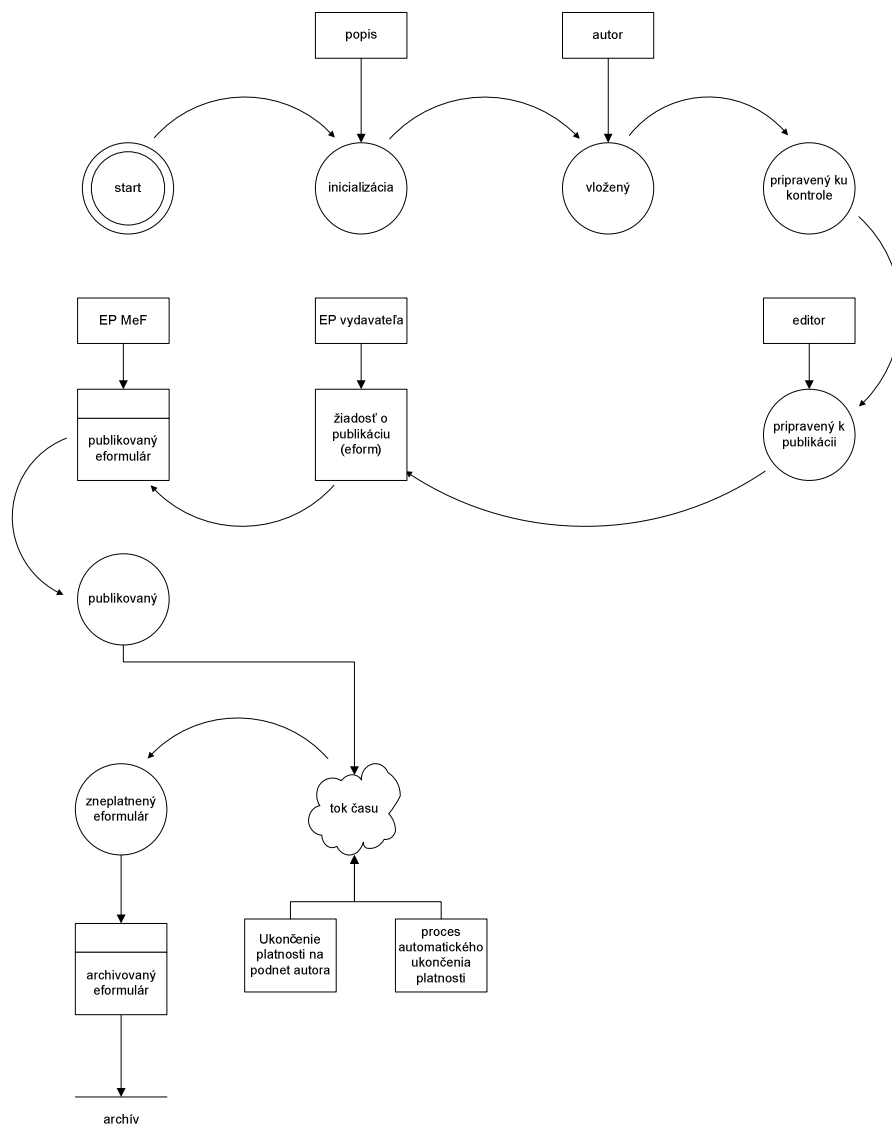 popis
autor
start
inicializácia
vložený
pripravený ku
kontrole
EP MeF
EP vydavateľa
editor
publikovaný
eformulár
žiadosť o
publikáciu
(eform)
pripravený k
publikácii
publikovaný
zneplatnený
eformulár
tok času
Ukončenie
platnosti na
podnet autora
proces
automatického
ukončenia
platnosti
archivovaný
eformulár
archív